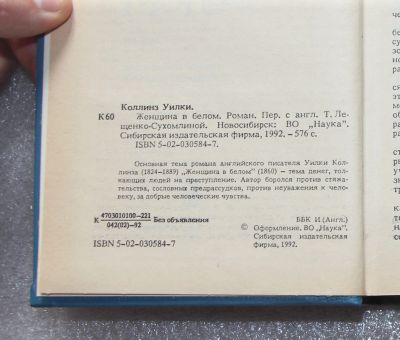 Коллинз Уилки.
К60 Женщина в белом. Роман. Пер. с англ. Т. Ле-
щенко-Сухомлиной. Новосибирск: ВО „Наука".
Сибирская издательская фирма, 1992. – 576 с.
ISBN 5-02-030584-7.
Основная тема романа английского писателя Уилки Кол-
линза (1824–1889) „Женщина в белом" (1860) – тема денег, тол-
кающих людей на преступление. Автор боролся против стяжа-
тельства, сословных предрассудков, против неуважения к чело-
веку, за добрые человеческие чувства.
К 4703010100–221
042(02)–92 Без объявления
ББК И(Англ.)
© Оформление. ВО „Наука".
Сибирская издательская
фирма, 1992.
ISBN 5-02-030584-7